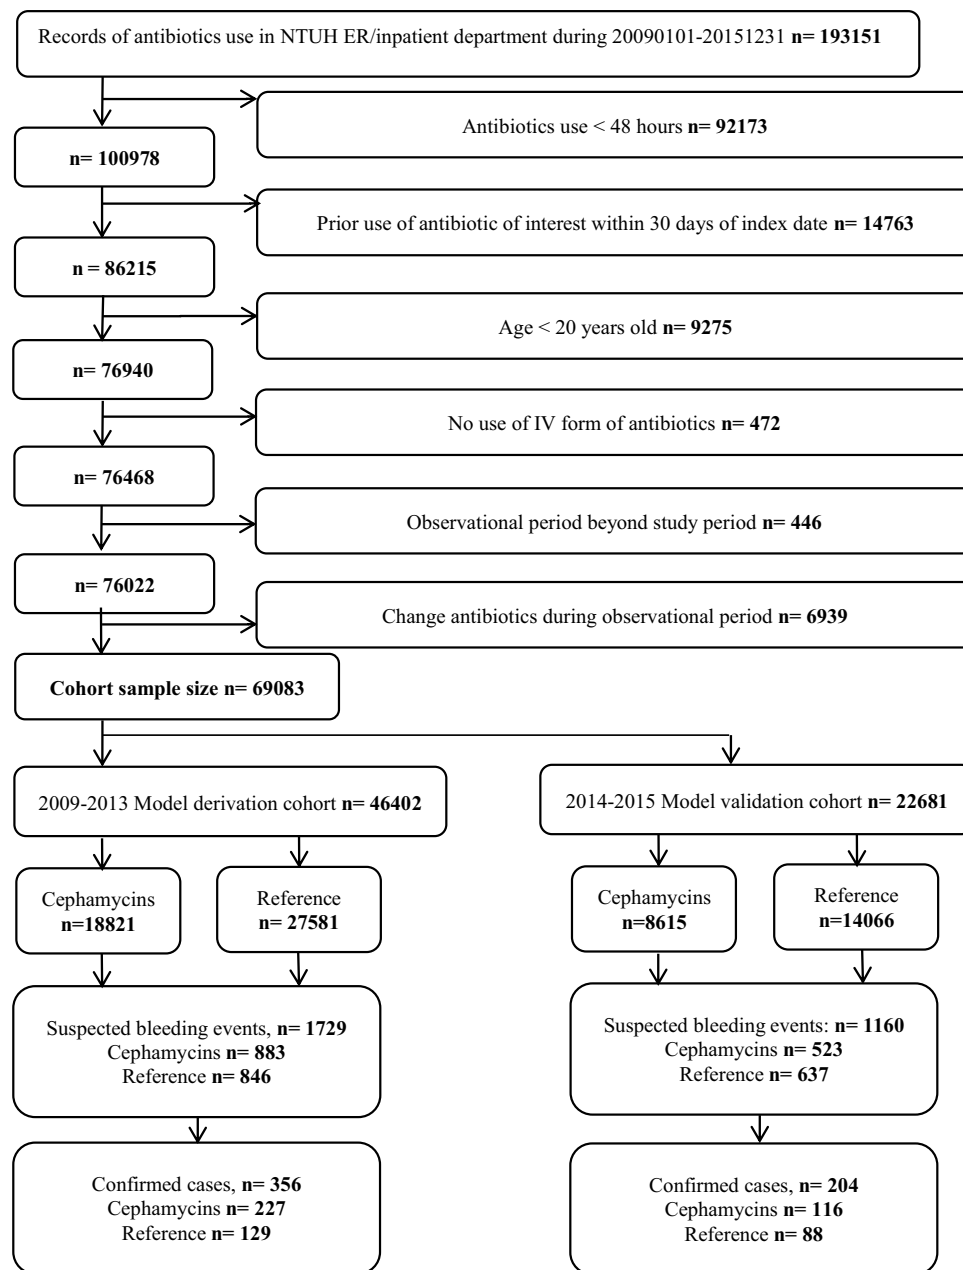 Records of antibiotics use in NTUH ER/inpatient department during 20090101-20151231 n= 193151
Antibiotics use < 48 hours n= 92173
n= 100978
Prior use of antibiotic of interest within 30 days of index date n= 14763
n = 86215
Age < 20 years old n= 9275
n= 76940
No use of IV form of antibiotics n= 472
n= 76468
Observational period beyond study period n= 446
n= 76022
Change antibiotics during observational period n= 6939
Cohort sample size n= 69083
2009-2013 Model derivation cohort n= 46402
2014-2015 Model validation cohort n= 22681
Cephamycins
n=18821
Reference
n= 27581
Cephamycins
n=8615
Reference
n=14066
Suspected bleeding events, n= 1729
Cephamycins n= 883
Reference n= 846
Suspected bleeding events: n= 1160
Cephamycins n= 523
Reference n= 637
Confirmed cases, n= 356
Cephamycins n= 227
Reference n= 129
Confirmed cases, n= 204
Cephamycins n= 116
Reference n= 88